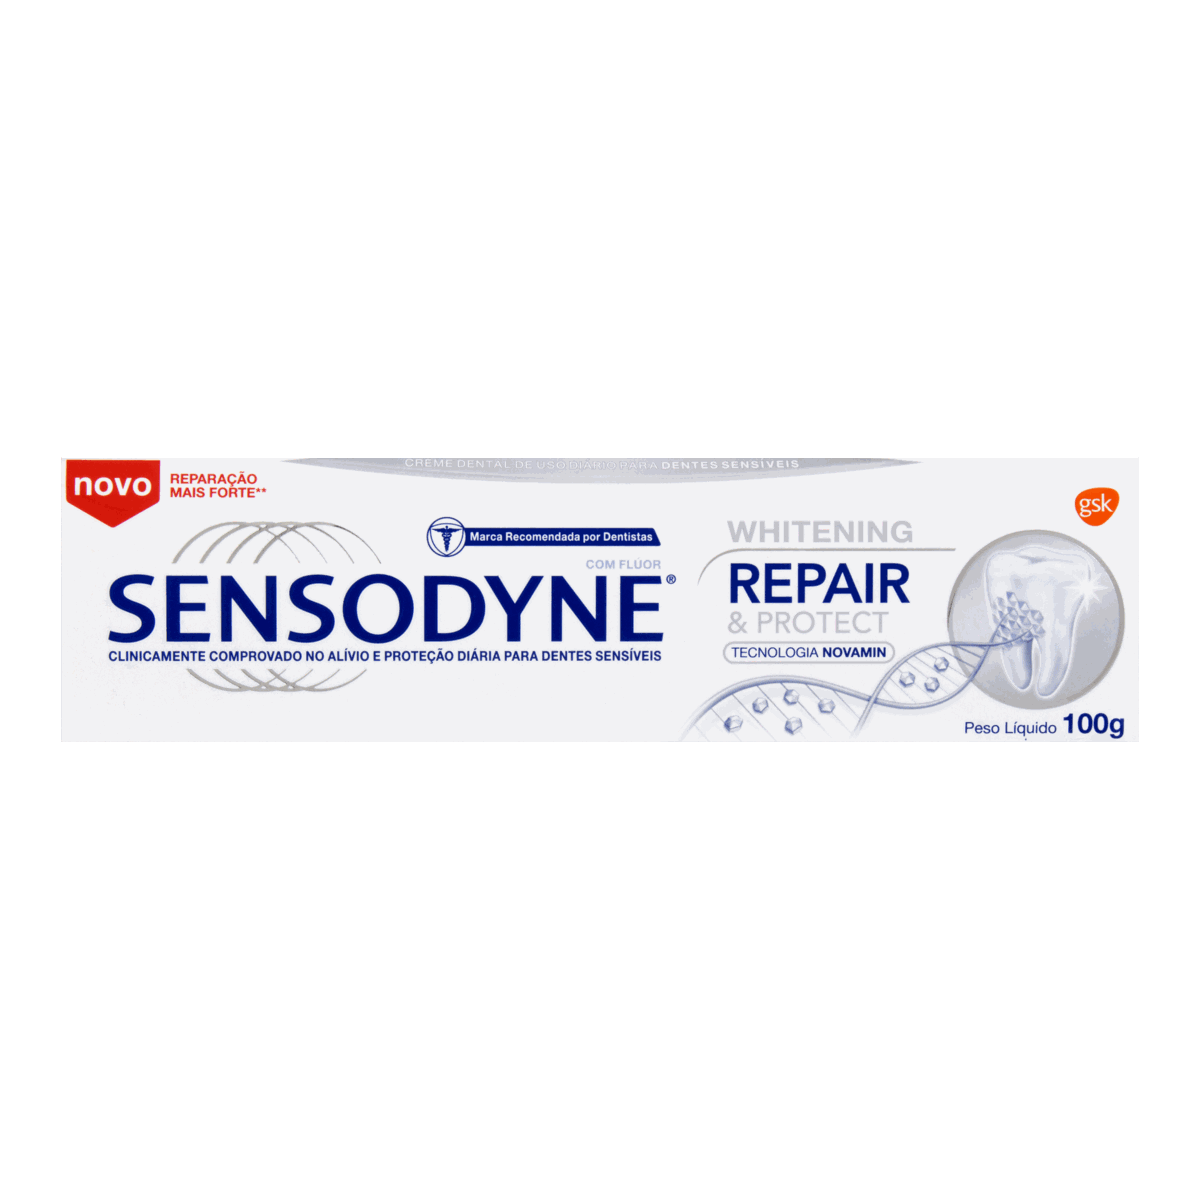 CREME DENTAL DE USO DIÁRIO PARA DENTES SENSÍVEIS
novo
REPARAÇÃO
MAIS FORTE**
Marca Recomendada por Dentistas
COM FLÚOR
SENSODYNE®
CLINICAMENTE COMPROVADO NO ALÍVIO E PROTEÇÃO DIÁRIA PARA DENTES SENSÍVEIS
WHITENING
REPAIR
& PROTECT
TECNOLOGIA NOVAMIN
gsk
Peso Líquido 100g